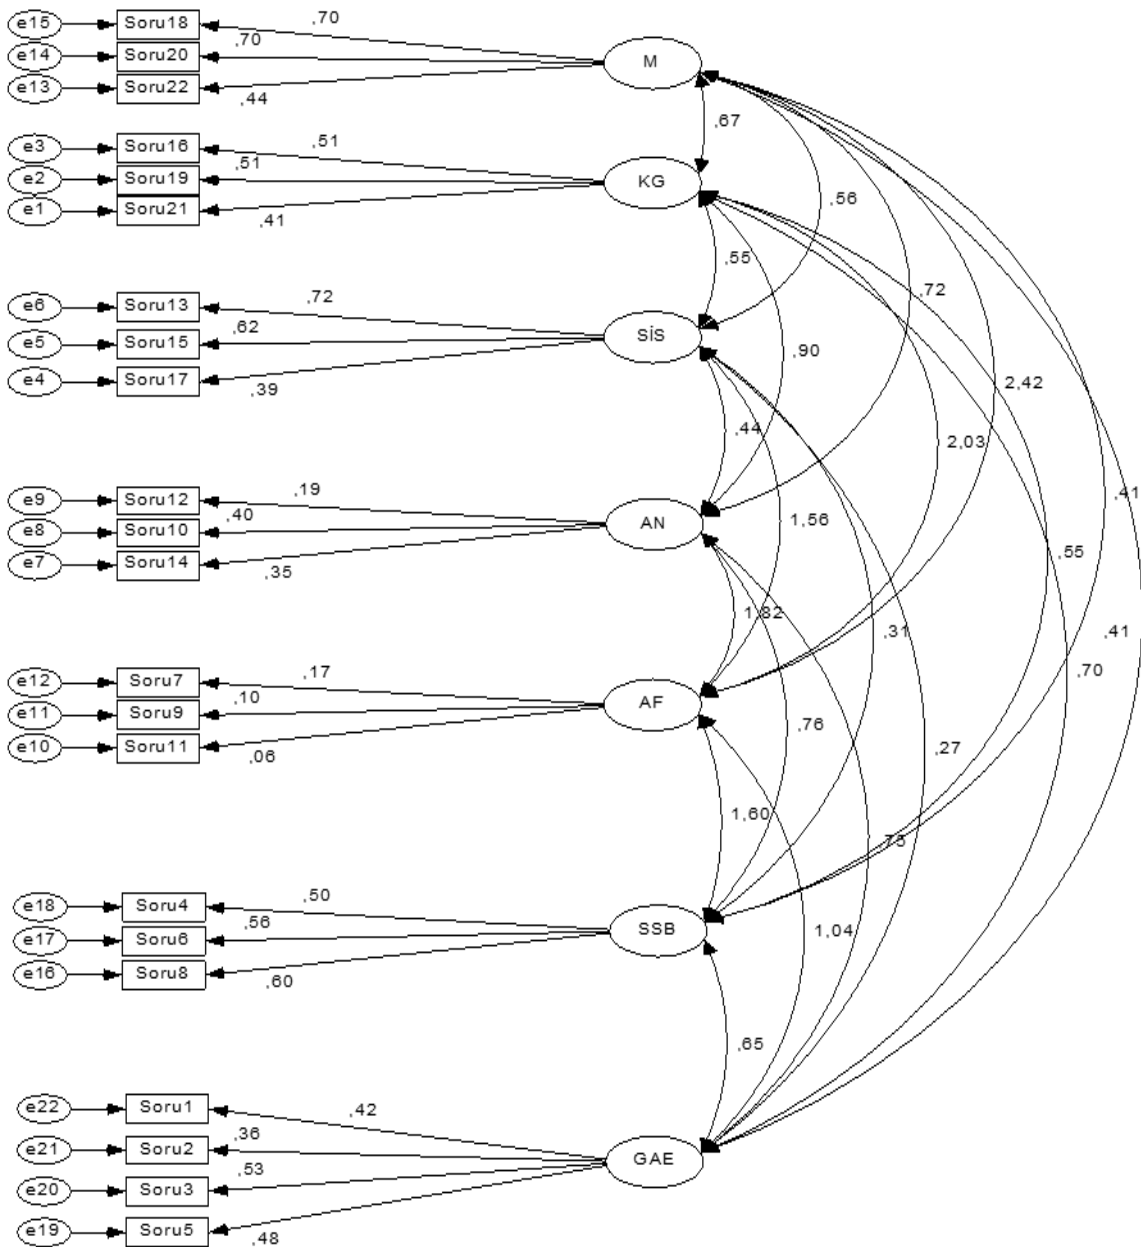 e15 Soru18 ,70
e14 Soru20 ,70 M
e13 Soru22 ,44
,67
e3 Soru16 ,51
e2 Soru19 ,51 KG
e1 Soru21 ,41
,56
,55
,72
e6 Soru13 ,72
e5 Soru15 ,62 SİS
e4 Soru17 ,39
,90
2,42
,44
2,03
e9 Soru12 ,19
e8 Soru10 ,40 AN
e7 Soru14 ,35
,41
1,56
,55
1,82
,31
,41
e12 Soru7 ,17
e11 Soru9 ,10 AF
e10 Soru11 ,06
,70
,76
,27
1,60
e18 Soru4 ,50
e17 Soru6 ,56 SSB
e16 Soru8 ,60
1,04
,65
e22 Soru1 ,42
e21 Soru2 ,36 GAE
e20 Soru3 ,53
e19 Soru5 ,48